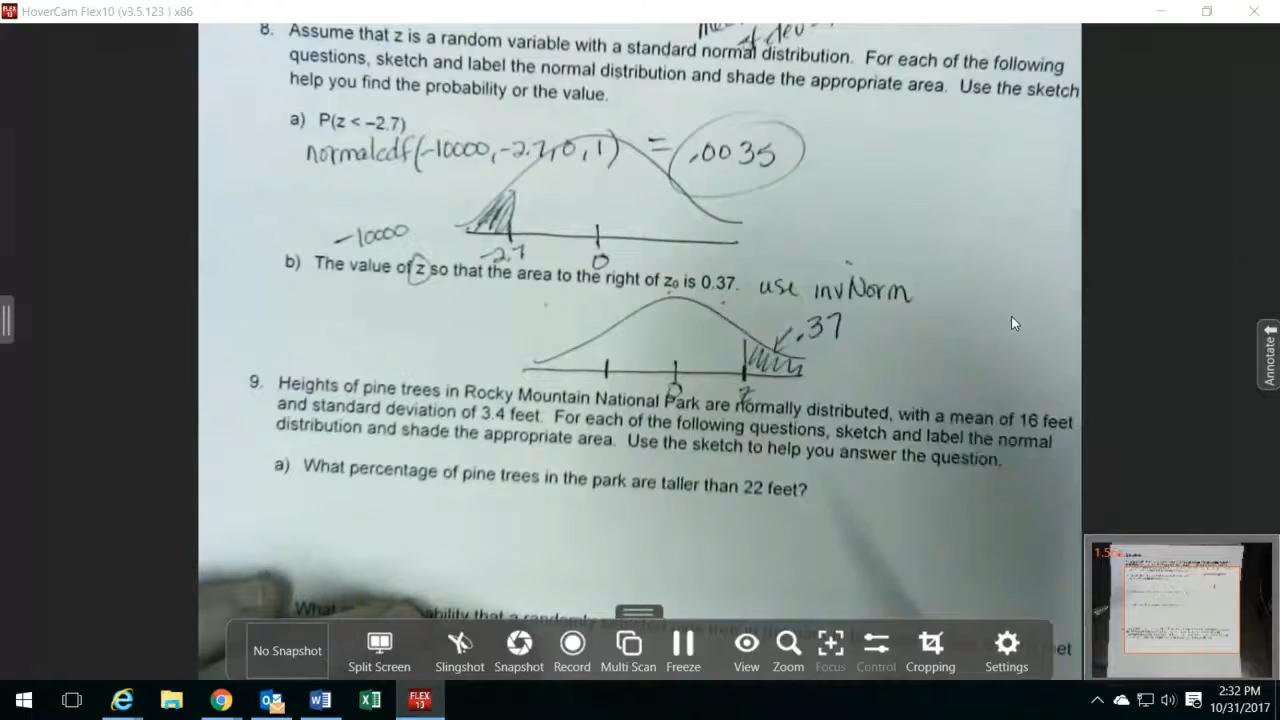 HoverCam Flex10 (v3.5.123 ) x86
of dev
8. Assume that z is a random variable with a standard normal distribution. For each of the following
questions, sketch and label the normal distribution and shade the appropriate area. Use the sketch
help you find the probability or the value.
a) P(z < –2.7)
normalcdf(-10000, -2.7, 0, 1) = .0035
-10000
-2.7 0
b) The value of z so that the area to the right of z₀ is 0.37. use invNorm
.37
0 z
9. Heights of pine trees in Rocky Mountain National Park are normally distributed, with a mean of 16 feet
and standard deviation of 3.4 feet. For each of the following questions, sketch and label the normal
distribution and shade the appropriate area. Use the sketch to help you answer the question.
a) What percentage of pine trees in the park are taller than 22 feet?
What
Annotate
No Snapshot
Split Screen
Slingshot
Snapshot
Record
Multi Scan
Freeze
View
Zoom
Focus
Control
Cropping
Settings
FLEX
2:32 PM
10/31/2017